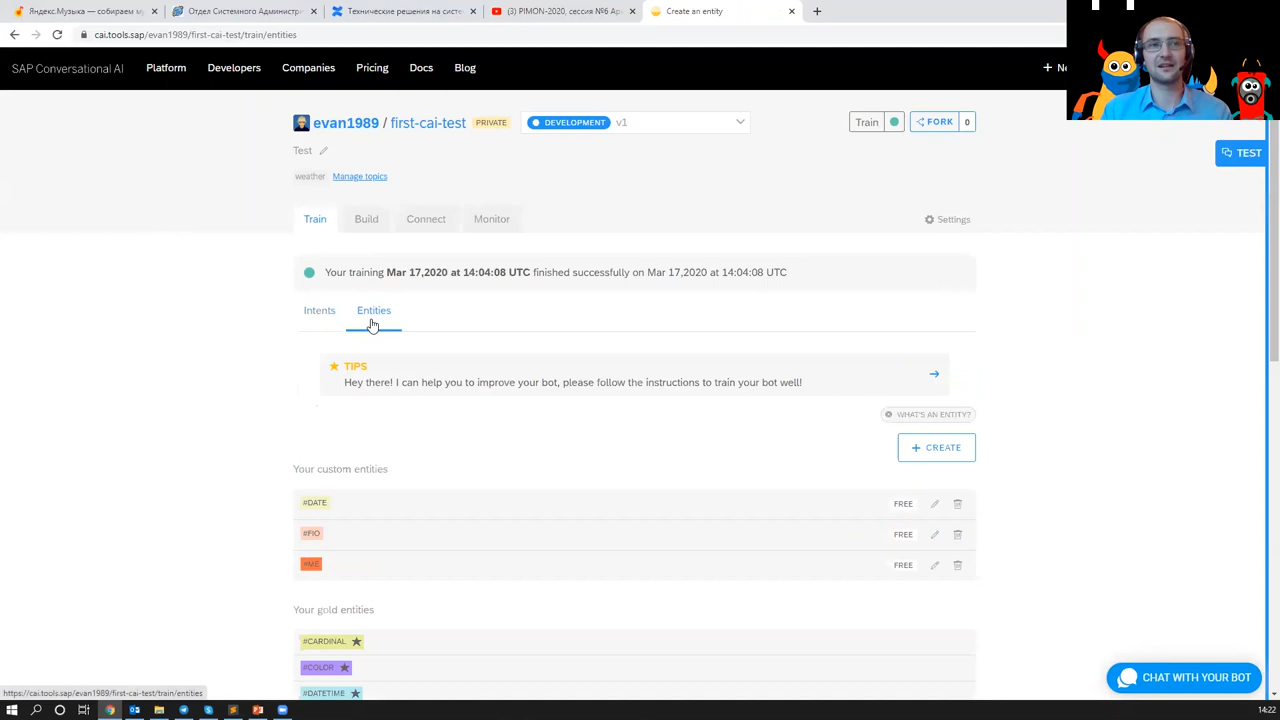 Яндекс.Музыка — собираем му
Отдел Системного Администри
Технические решения на систе
(3) PIMON-2020, сессия №6 Ар
Create an entity
cai.tools.sap/evan1989/first-cai-test/train/entities
SAP Conversational AI
Platform
Developers
Companies
Pricing
Docs
Blog
evan1989 / first-cai-test
PRIVATE
DEVELOPMENT
v1
Train
FORK
0
Test
TEST
weather
Manage topics
Train
Build
Connect
Monitor
Settings
Your training Mar 17,2020 at 14:04:08 UTC finished successfully on Mar 17,2020 at 14:04:08 UTC
Intents
Entities
TIPS
Hey there! I can help you to improve your bot, please follow the instructions to train your bot well!
WHAT'S AN ENTITY?
+ CREATE
Your custom entities
#DATE
FREE
#FIO
FREE
#ME
FREE
Your gold entities
#CARDINAL
#COLOR
#DATETIME
CHAT WITH YOUR BOT
https://cai.tools.sap/evan1989/first-cai-test/train/entities
14:22